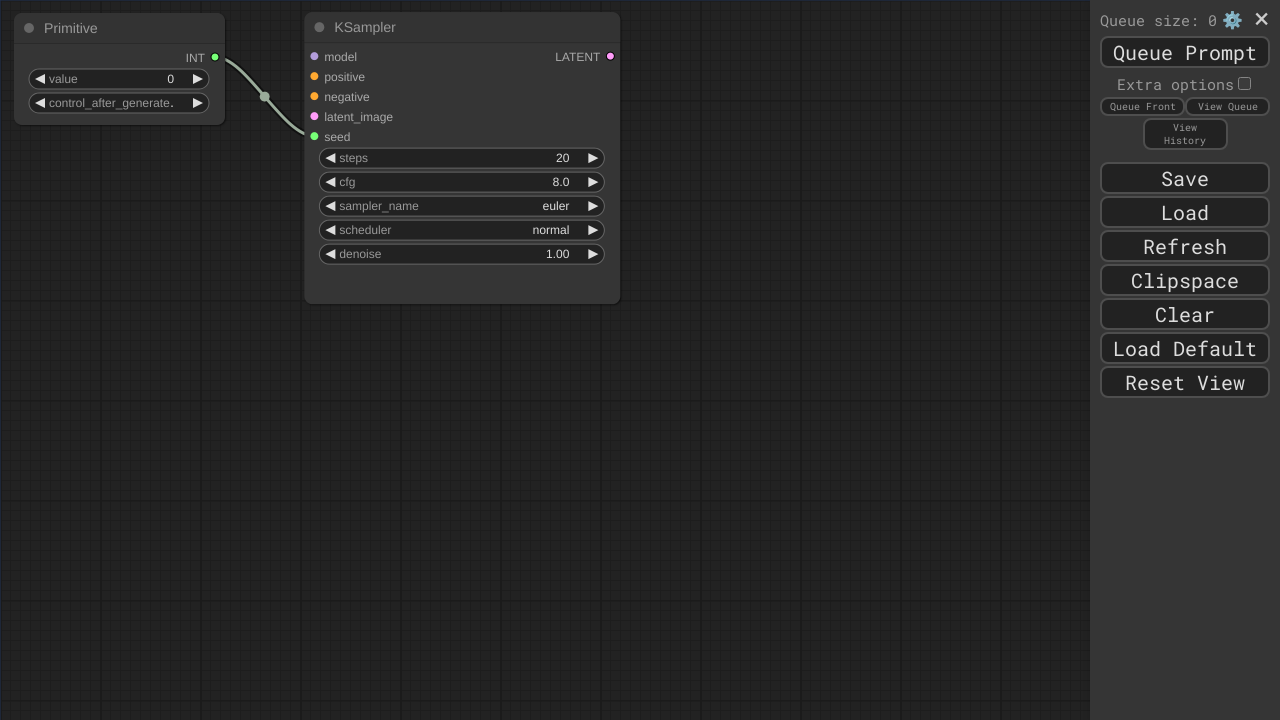 Primitive
INT
value 0
control_after_generate.
KSampler
model LATENT
positive
negative
latent_image
seed
steps 20
cfg 8.0
sampler_name euler
scheduler normal
denoise 1.00
Queue size: 0
Queue Prompt
Extra options
Queue Front View Queue
View
History
Save
Load
Refresh
Clipspace
Clear
Load Default
Reset View